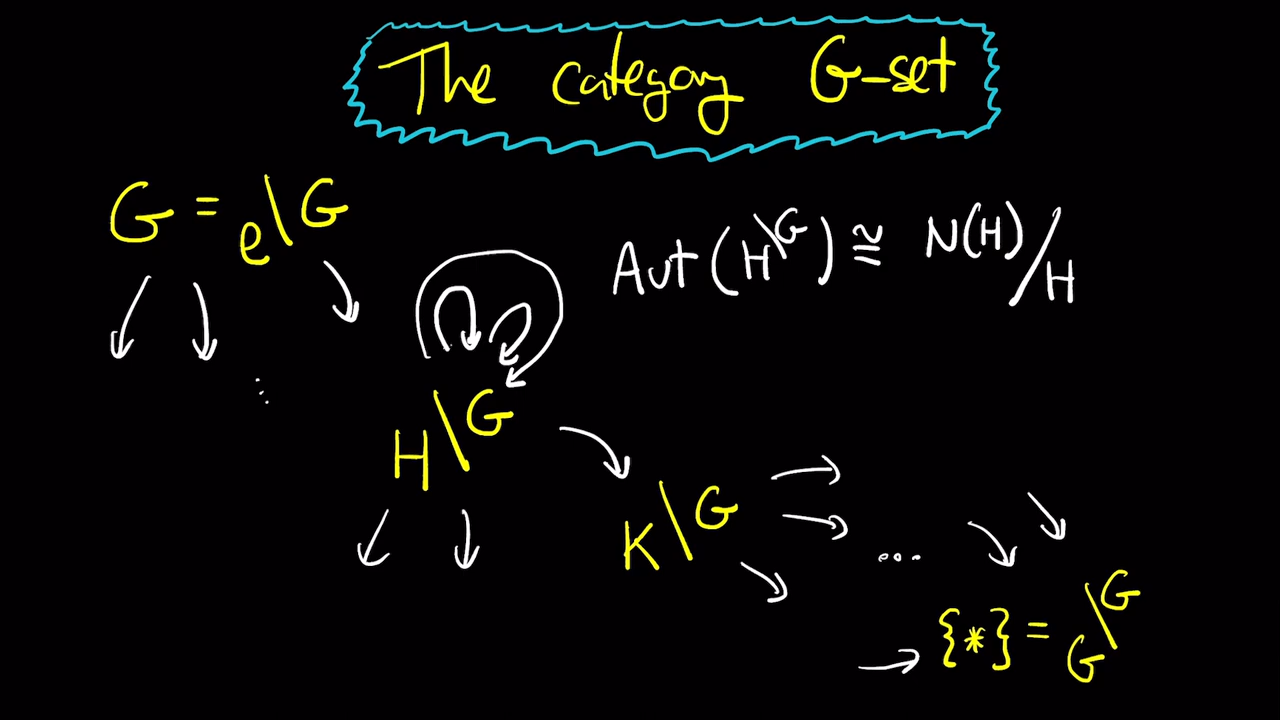 The category G-set
G = e\G
Aut(H\G) ≅ N(H)/H
H\G
K\G
...
{*} = G\G